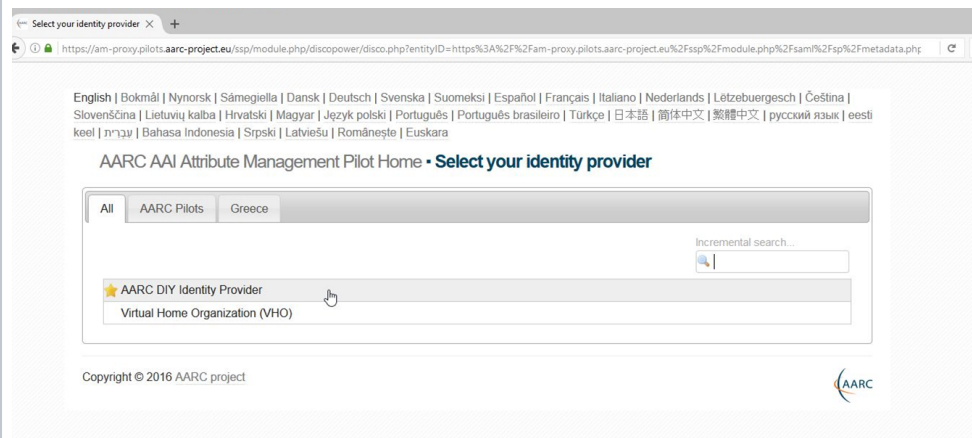 Select your identity provider
https://am-proxy.pilots.aarc-project.eu/ssp/module.php/discopower/disco.php?entityID=https%3A%2F%2Fam-proxy.pilots.aarc-project.eu%2Fssp%2Fmodule.php%2Fsaml%2Fsp%2Fmetadata.php
English | Bokmål | Nynorsk | Sámegiella | Dansk | Deutsch | Svenska | Suomeksi | Español | Français | Italiano | Nederlands | Lëtzebuergesch | Čeština |
Slovenščina | Lietuvių kalba | Hrvatski | Magyar | Język polski | Português | Português brasileiro | Türkçe | 日本語 | 简体中文 | 繁體中文 | русский язык | eesti
keel | עברית | Bahasa Indonesia | Srpski | Latviešu | Românește | Euskara
AARC AAI Attribute Management Pilot Home • Select your identity provider
All AARC Pilots Greece
Incremental search...
AARC DIY Identity Provider
Virtual Home Organization (VHO)
Copyright © 2016 AARC project
AARC